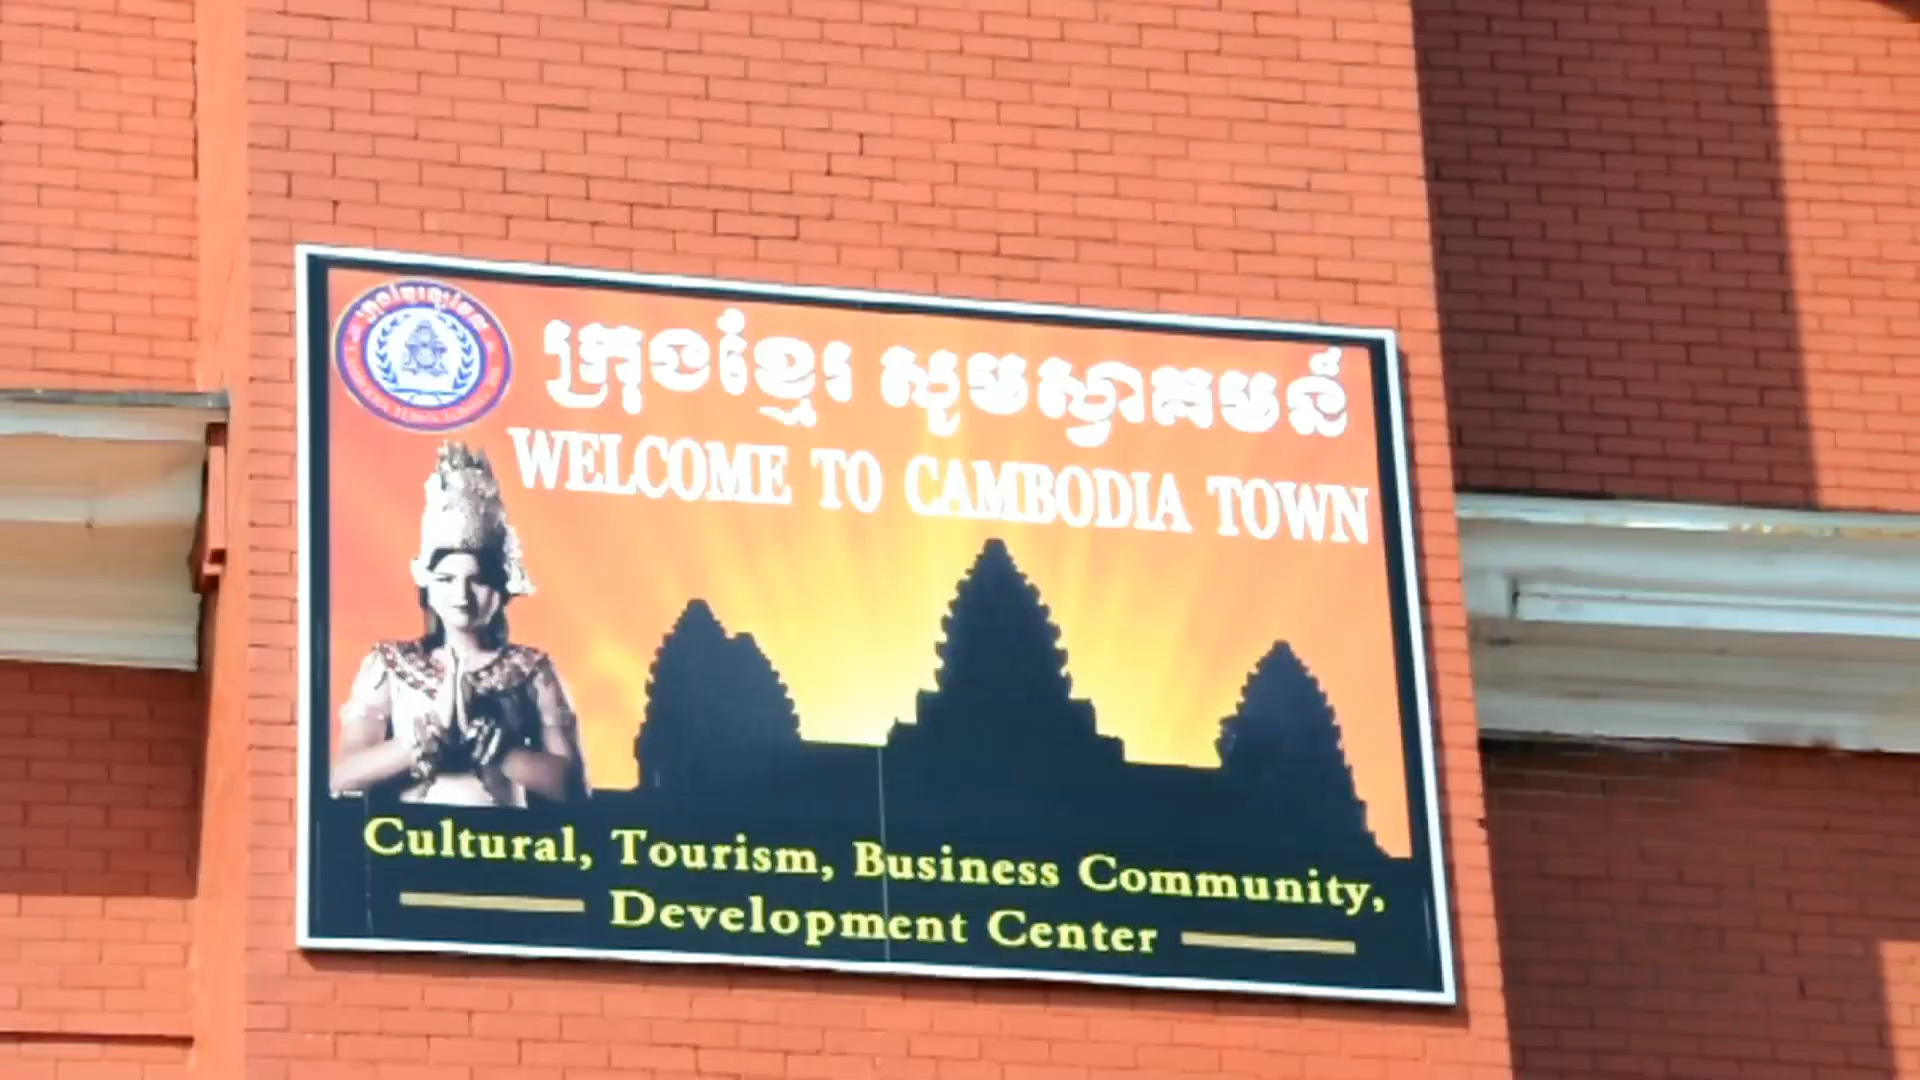 ក្រុងខ្មែរ សូមស្វាគមន៍
WELCOME TO CAMBODIA TOWN
Cultural, Tourism, Business Community,
Development Center